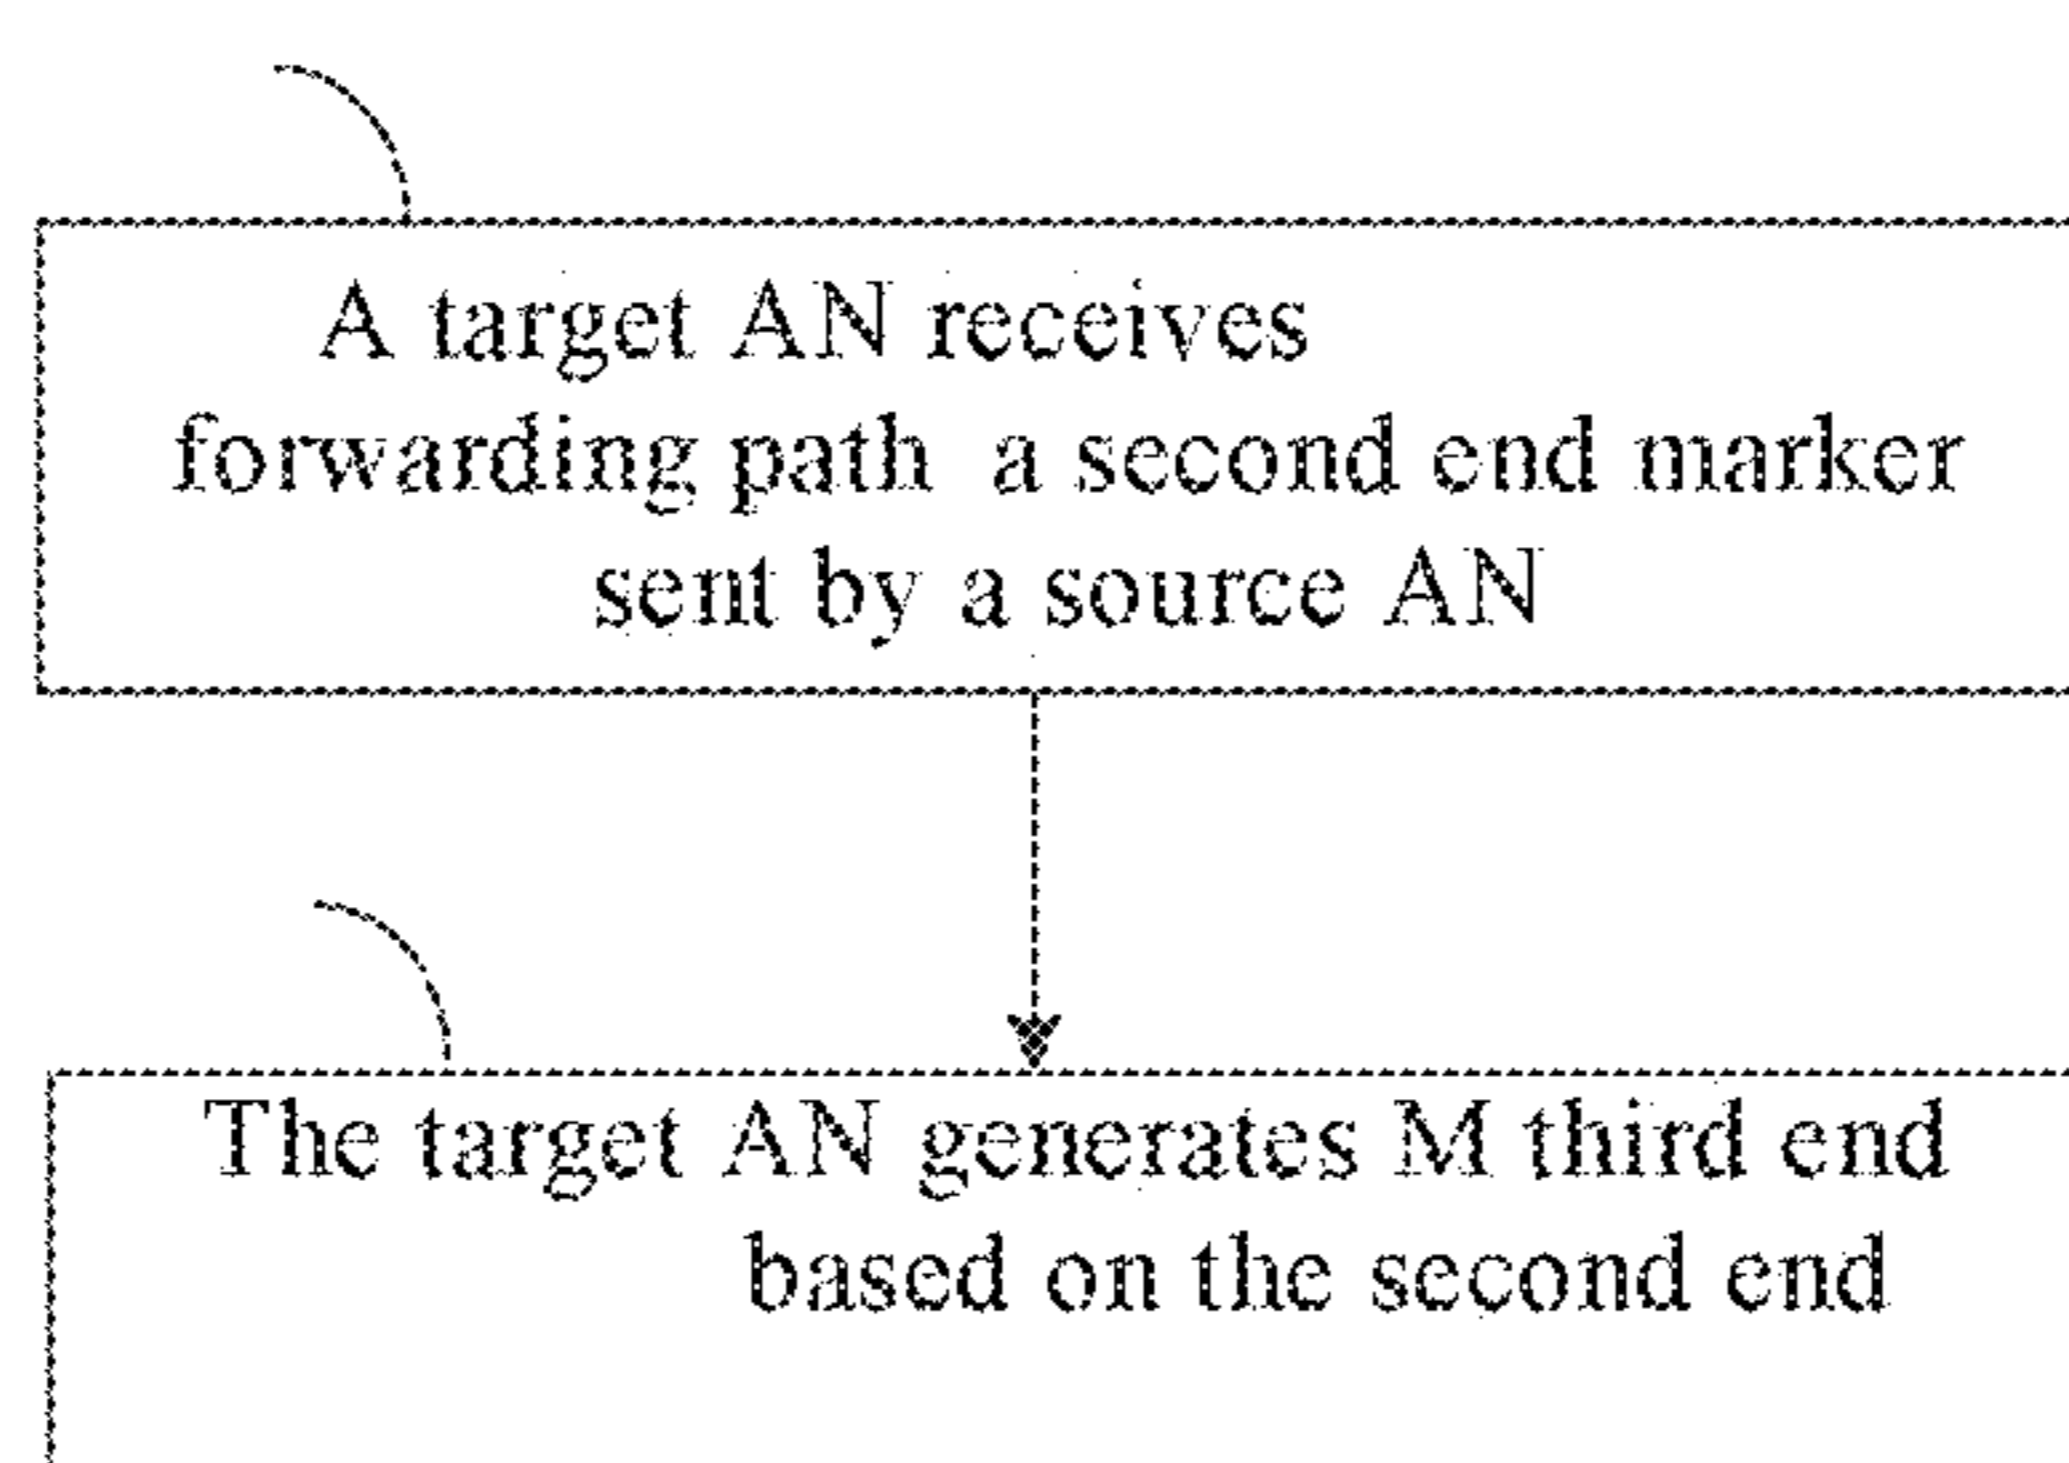 A target AN receives
forwarding path a second end marker
sent by a source AN
The target AN generates M third end
based on the second end